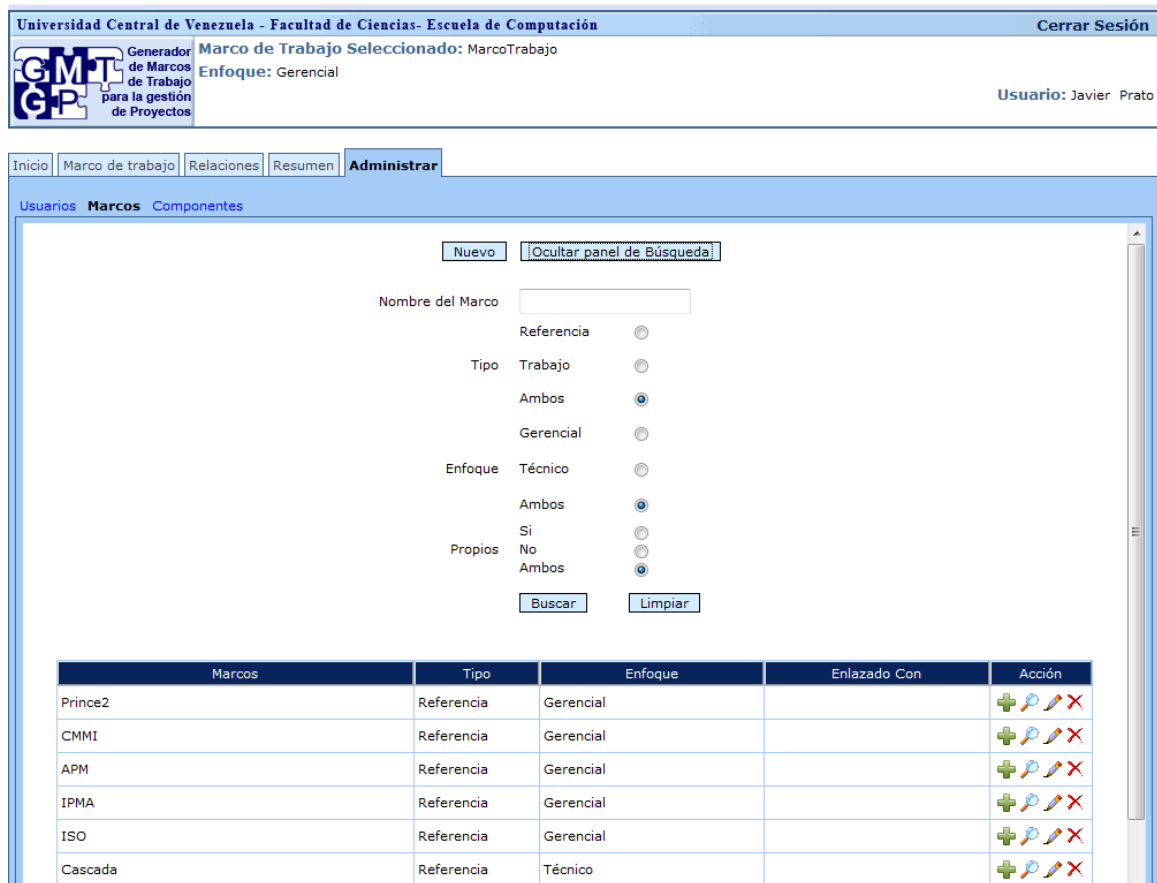 Universidad Central de Venezuela - Facultad de Ciencias- Escuela de Computación
Cerrar Sesión
GMT
GP
Generador
de Marcos
de Trabajo
para la gestión
de Proyectos
Marco de Trabajo Seleccionado: MarcoTrabajo
Enfoque: Gerencial
Usuario: Javier Prato
Inicio Marco de trabajo Relaciones Resumen Administrar
Usuarios Marcos Componentes
Nuevo Ocultar panel de Búsqueda
Nombre del Marco
Referencia
Tipo Trabajo
Ambos
Gerencial
Enfoque Técnico
Ambos
Si
Propios No
Ambos
Buscar Limpiar
Marcos Tipo Enfoque Enlazado Con Acción
Prince2 Referencia Gerencial
CMMI Referencia Gerencial
APM Referencia Gerencial
IPMA Referencia Gerencial
ISO Referencia Gerencial
Cascada Referencia Técnico